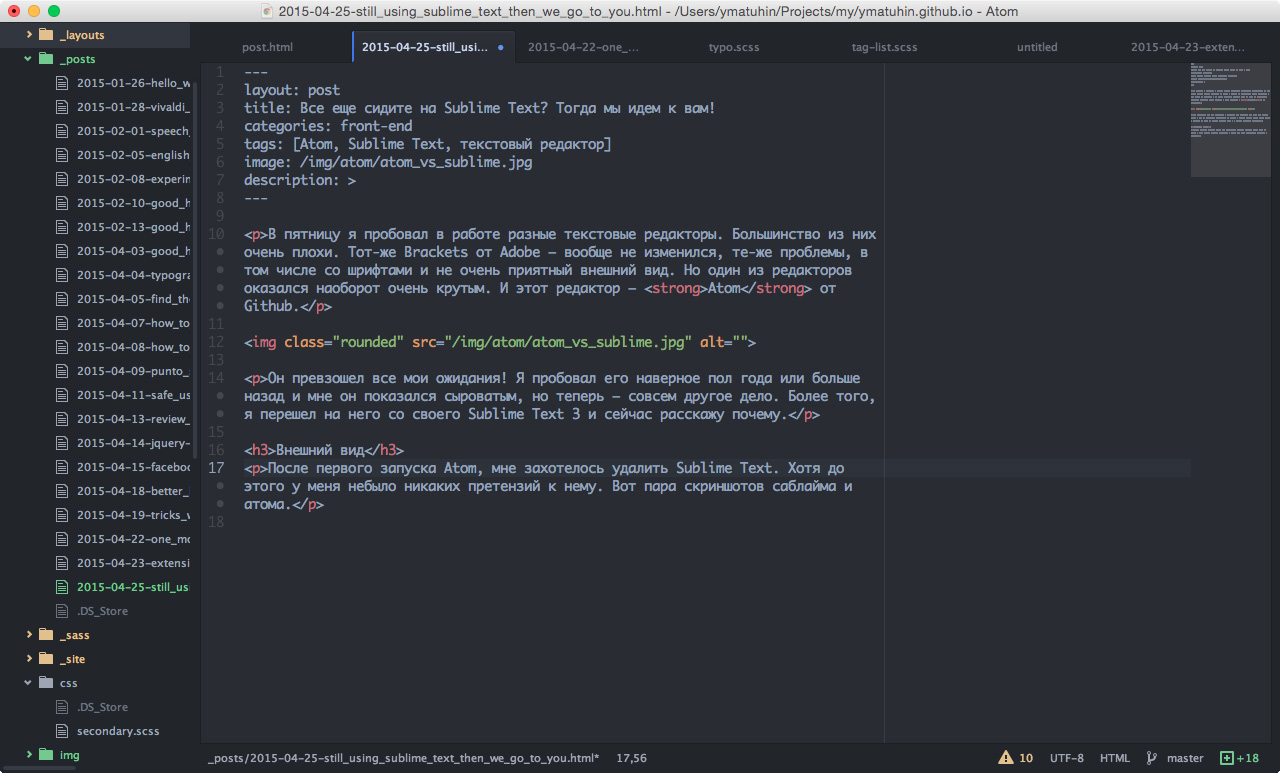 2015-04-25-still_using_sublime_text_then_we_go_to_you.html - /Users/ymatuhin/Projects/my/ymatuhin.github.io - Atom
_layouts
_posts
2015-01-26-hello_w
2015-01-28-vivaldi_
2015-02-01-speech_
2015-02-05-english
2015-02-08-experin
2015-02-10-good_h
2015-02-13-good_h
2015-04-03-good_h
2015-04-04-typogra
2015-04-05-find_the
2015-04-07-how_to
2015-04-08-how_to
2015-04-09-punto_
2015-04-11-safe_us
2015-04-13-review_
2015-04-14-jquery-
2015-04-15-faceboo
2015-04-18-better_
2015-04-19-tricks_v
2015-04-22-one_mo
2015-04-23-extensi
2015-04-25-still_usi
.DS_Store
_sass
_site
css
.DS_Store
secondary.scss
img
post.html
2015-04-25-still_usi...
2015-04-22-one_...
typo.scss
tag-list.scss
untitled
2015-04-23-exten...
1 ---
2 layout: post
3 title: Все еще сидите на Sublime Text? Тогда мы идем к вам!
4 categories: front-end
5 tags: [Atom, Sublime Text, текстовый редактор]
6 image: /img/atom/atom_vs_sublime.jpg
7 description: >
8 ---
9
10 <p>В пятницу я пробовал в работе разные текстовые редакторы. Большинство из них
очень плохи. Тот-же Brackets от Adobe — вообще не изменился, те-же проблемы, в
том числе со шрифтами и не очень приятный внешний вид. Но один из редакторов
оказался наоборот очень крутым. И этот редактор — <strong>Atom</strong> от
Github.</p>
11
12 <img class="rounded" src="/img/atom/atom_vs_sublime.jpg" alt="">
13
14 <p>Он превзошел все мои ожидания! Я пробовал его наверное пол года или больше
назад и мне он показался сыроватым, но теперь — совсем другое дело. Более того,
я перешел на него со своего Sublime Text 3 и сейчас расскажу почему.</p>
15
16 <h3>Внешний вид</h3>
17 <p>После первого запуска Atom, мне захотелось удалить Sublime Text. Хотя до
этого у меня небыло никаких претензий к нему. Вот пара скриншотов саблайма и
атома.</p>
18
_posts/2015-04-25-still_using_sublime_text_then_we_go_to_you.html* 17,56
10 UTF-8 HTML master +18